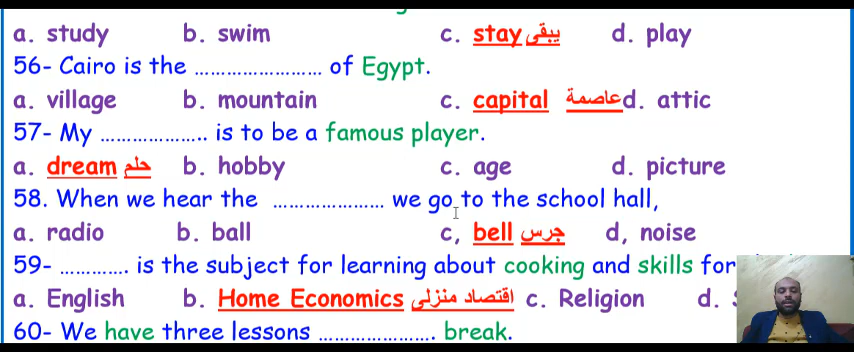 a. study b. swim c. stay يبقى d. play
56- Cairo is the ........................ of Egypt.
a. village b. mountain c. capital عاصمة d. attic
57- My .................... is to be a famous player.
a. dream حلم b. hobby c. age d. picture
58. When we hear the ..................... we go to the school hall,
a. radio b. ball c, bell جرس d, noise
59- ............. is the subject for learning about cooking and skills for
a. English b. Home Economics اقتصاد منزلى c. Religion d.
60- We have three lessons ..................... break.